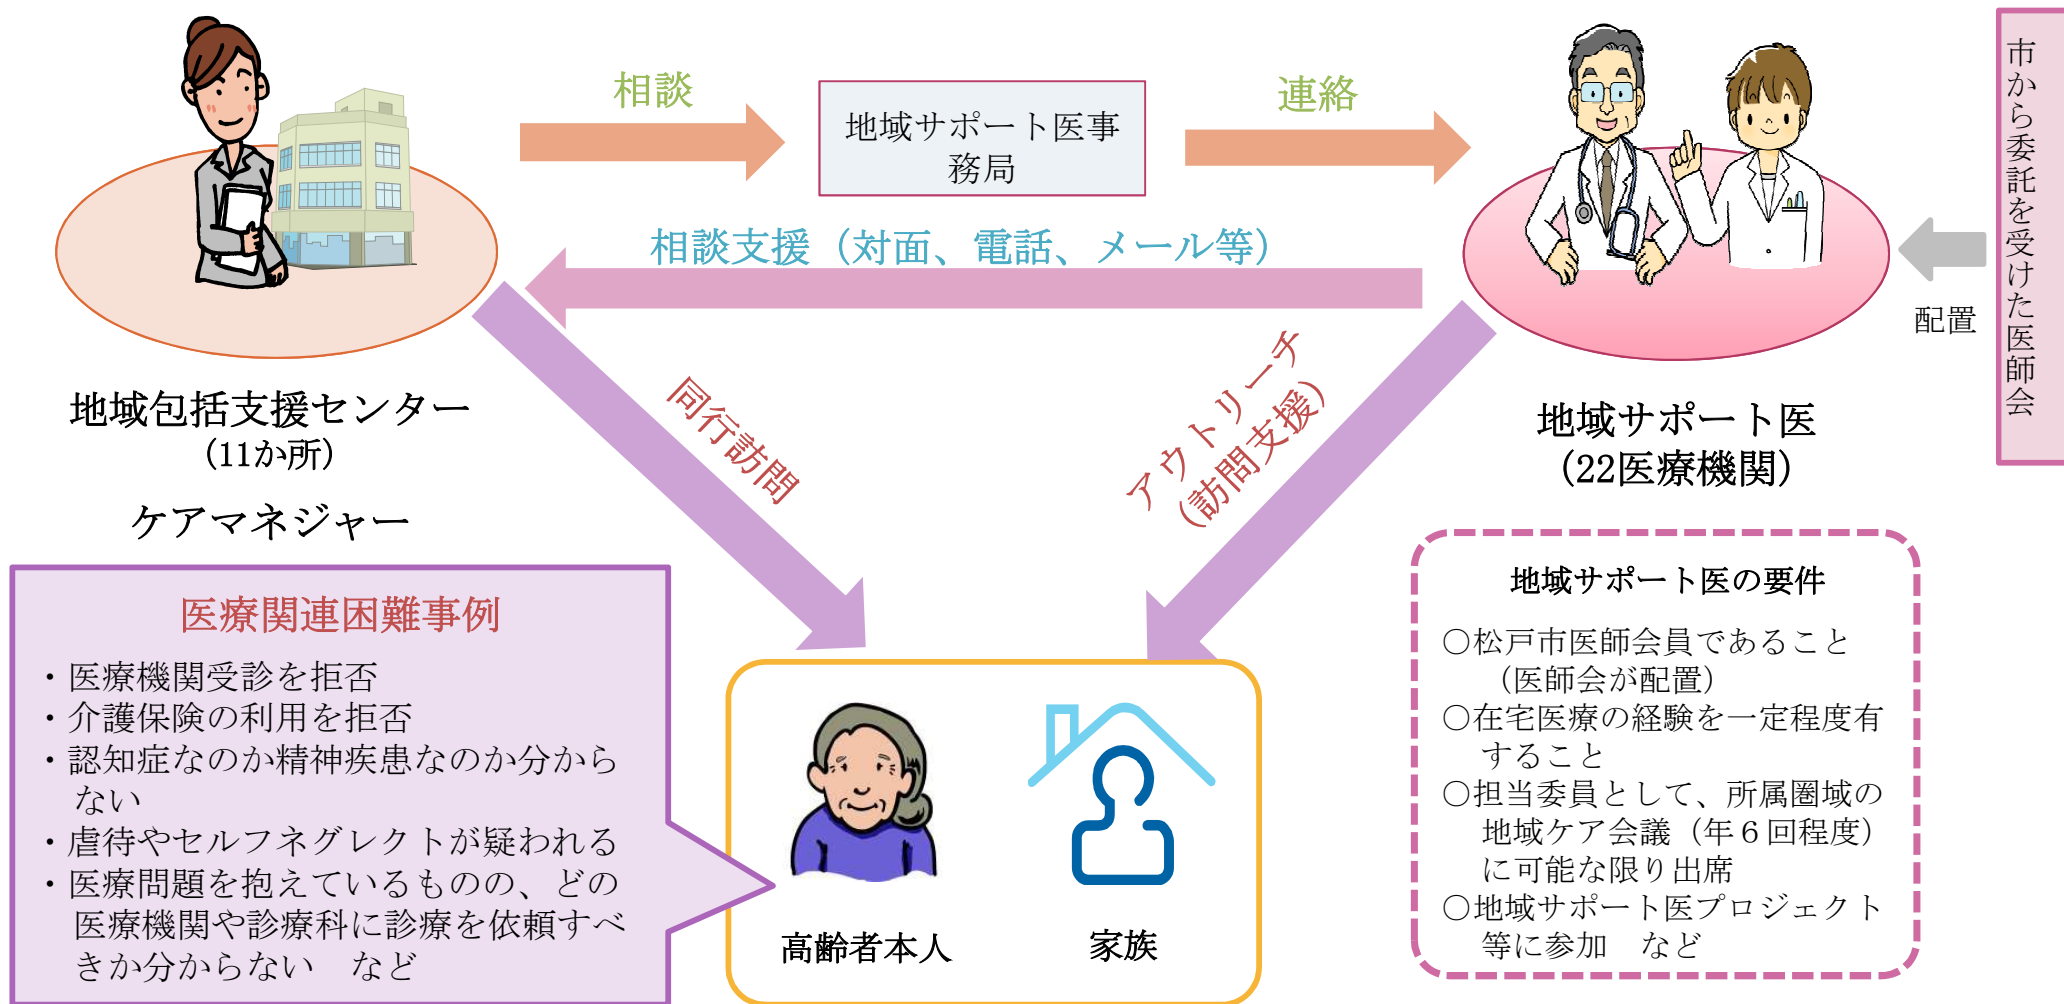 相談
地域サポート医事
務局
連絡
市から委託を受けた医師会
配置
相談支援（対面、電話、メール等）
地域包括支援センター
（11か所）
ケアマネジャー
同行訪問
アウトリーチ
（訪問支援）
地域サポート医
（22医療機関）
医療関連困難事例
・医療機関受診を拒否
・介護保険の利用を拒否
・認知症なのか精神疾患なのか分から
ない
・虐待やセルフネグレクトが疑われる
・医療問題を抱えているものの、どの
医療機関や診療科に診療を依頼すべ
きか分からない　など
高齢者本人
家族
地域サポート医の要件
〇松戸市医師会員であること
（医師会が配置）
〇在宅医療の経験を一定程度有
すること
〇担当委員として、所属圏域の
地域ケア会議（年６回程度）
に可能な限り出席
〇地域サポート医プロジェクト
等に参加　など